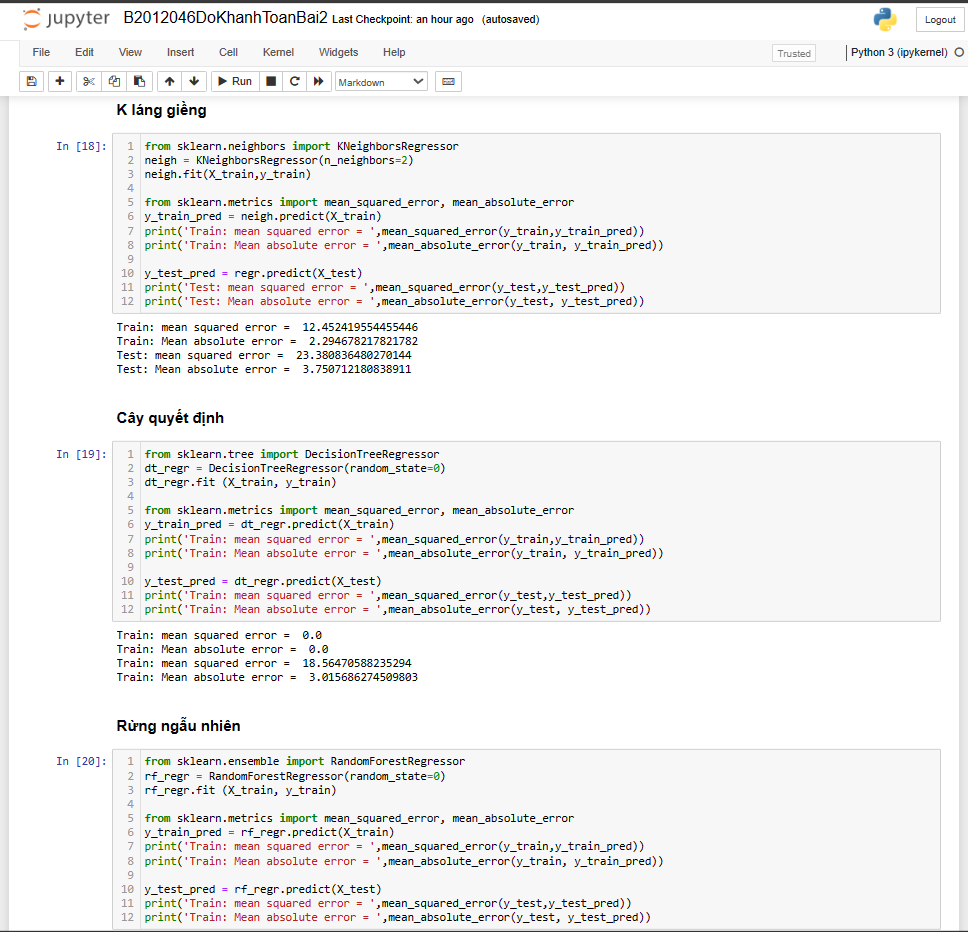 jupyter B2012046DoKhanhToanBai2 Last Checkpoint: an hour ago (autosaved)
Logout
File Edit View Insert Cell Kernel Widgets Help
Trusted
Python 3 (ipykernel)
Run
Markdown
K láng giềng
In [18]:
1 from sklearn.neighbors import KNeighborsRegressor
2 neigh = KNeighborsRegressor(n_neighbors=2)
3 neigh.fit(X_train,y_train)
4
5 from sklearn.metrics import mean_squared_error, mean_absolute_error
6 y_train_pred = neigh.predict(X_train)
7 print('Train: mean squared error = ',mean_squared_error(y_train,y_train_pred))
8 print('Train: Mean absolute error = ',mean_absolute_error(y_train, y_train_pred))
9
10 y_test_pred = regr.predict(X_test)
11 print('Test: mean squared error = ',mean_squared_error(y_test,y_test_pred))
12 print('Test: Mean absolute error = ',mean_absolute_error(y_test, y_test_pred))
Train: mean squared error =  12.452419554455446
Train: Mean absolute error =  2.294678217821782
Test: mean squared error =  23.380836480270144
Test: Mean absolute error =  3.750712180838911
Cây quyết định
In [19]:
1 from sklearn.tree import DecisionTreeRegressor
2 dt_regr = DecisionTreeRegressor(random_state=0)
3 dt_regr.fit (X_train, y_train)
4
5 from sklearn.metrics import mean_squared_error, mean_absolute_error
6 y_train_pred = dt_regr.predict(X_train)
7 print('Train: mean squared error = ',mean_squared_error(y_train,y_train_pred))
8 print('Train: Mean absolute error = ',mean_absolute_error(y_train, y_train_pred))
9
10 y_test_pred = dt_regr.predict(X_test)
11 print('Train: mean squared error = ',mean_squared_error(y_test,y_test_pred))
12 print('Train: Mean absolute error = ',mean_absolute_error(y_test, y_test_pred))
Train: mean squared error =  0.0
Train: Mean absolute error =  0.0
Train: mean squared error =  18.56470588235294
Train: Mean absolute error =  3.015686274509803
Rừng ngẫu nhiên
In [20]:
1 from sklearn.ensemble import RandomForestRegressor
2 rf_regr = RandomForestRegressor(random_state=0)
3 rf_regr.fit (X_train, y_train)
4
5 from sklearn.metrics import mean_squared_error, mean_absolute_error
6 y_train_pred = rf_regr.predict(X_train)
7 print('Train: mean squared error = ',mean_squared_error(y_train,y_train_pred))
8 print('Train: Mean absolute error = ',mean_absolute_error(y_train, y_train_pred))
9
10 y_test_pred = rf_regr.predict(X_test)
11 print('Train: mean squared error = ',mean_squared_error(y_test,y_test_pred))
12 print('Train: Mean absolute error = ',mean_absolute_error(y_test, y_test_pred))